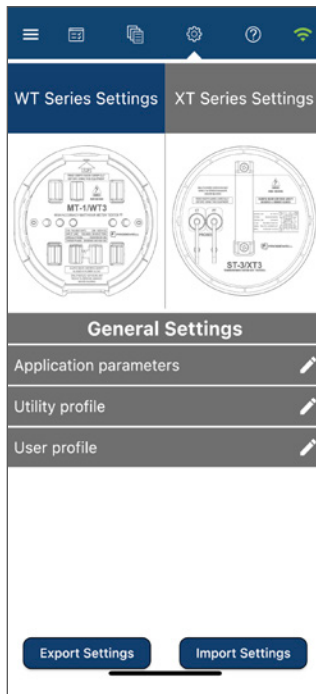 WT Series Settings
XT Series Settings
MT-1/WT3
ST-3/XT3
General Settings
Application parameters
Utility profile
User profile
Export Settings
Import Settings